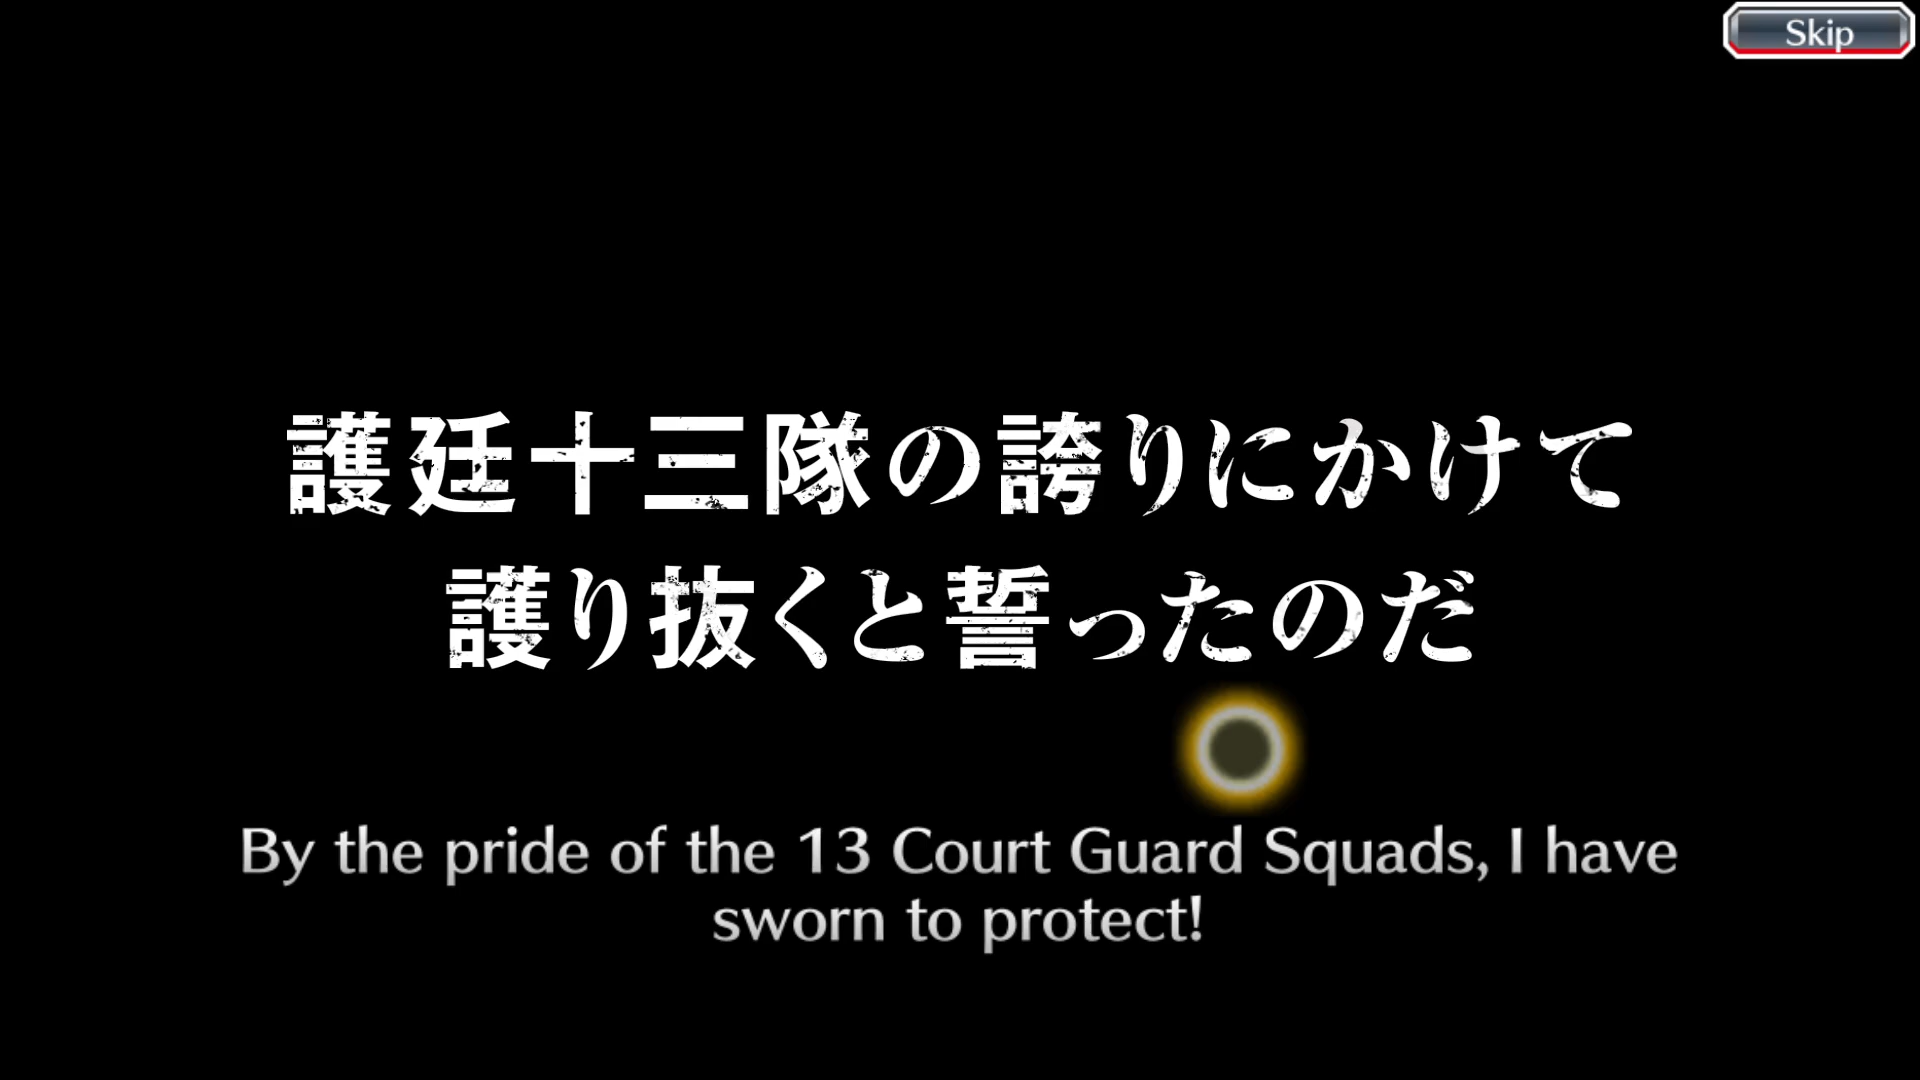 Skip
護廷十三隊の誇りにかけて
護り抜くと誓ったのだ
By the pride of the 13 Court Guard Squads, I have
sworn to protect!